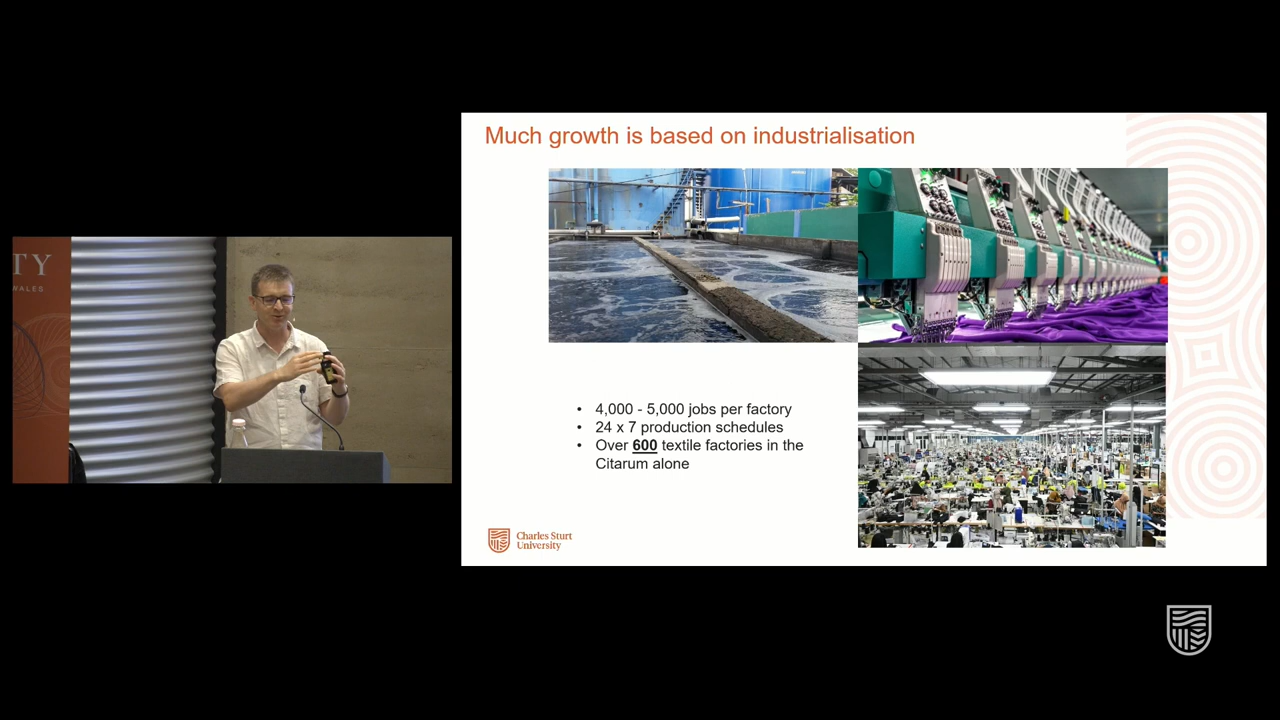 Much growth is based on industrialisation
TY
WALES
• 4,000 - 5,000 jobs per factory
• 24 x 7 production schedules
• Over 600 textile factories in the
Citarum alone
Charles Sturt
University